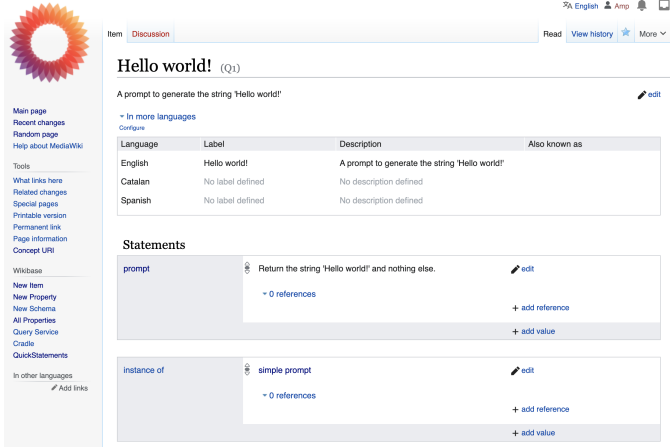 English Amp
Item Discussion Read View history More
Hello world! (Q1)
A prompt to generate the string 'Hello world!' edit
In more languages
Configure
Language Label Description Also known as
English Hello world! A prompt to generate the string 'Hello world!'
Catalan No label defined No description defined
Spanish No label defined No description defined
Statements
prompt Return the string 'Hello world!' and nothing else. edit
0 references
+ add reference
+ add value
instance of simple prompt edit
0 references
+ add reference
+ add value
Main page
Recent changes
Random page
Help about MediaWiki
Tools
What links here
Related changes
Special pages
Printable version
Permanent link
Page information
Concept URI
Wikibase
New Item
New Property
New Schema
All Properties
Query Service
Cradle
QuickStatements
In other languages
Add links